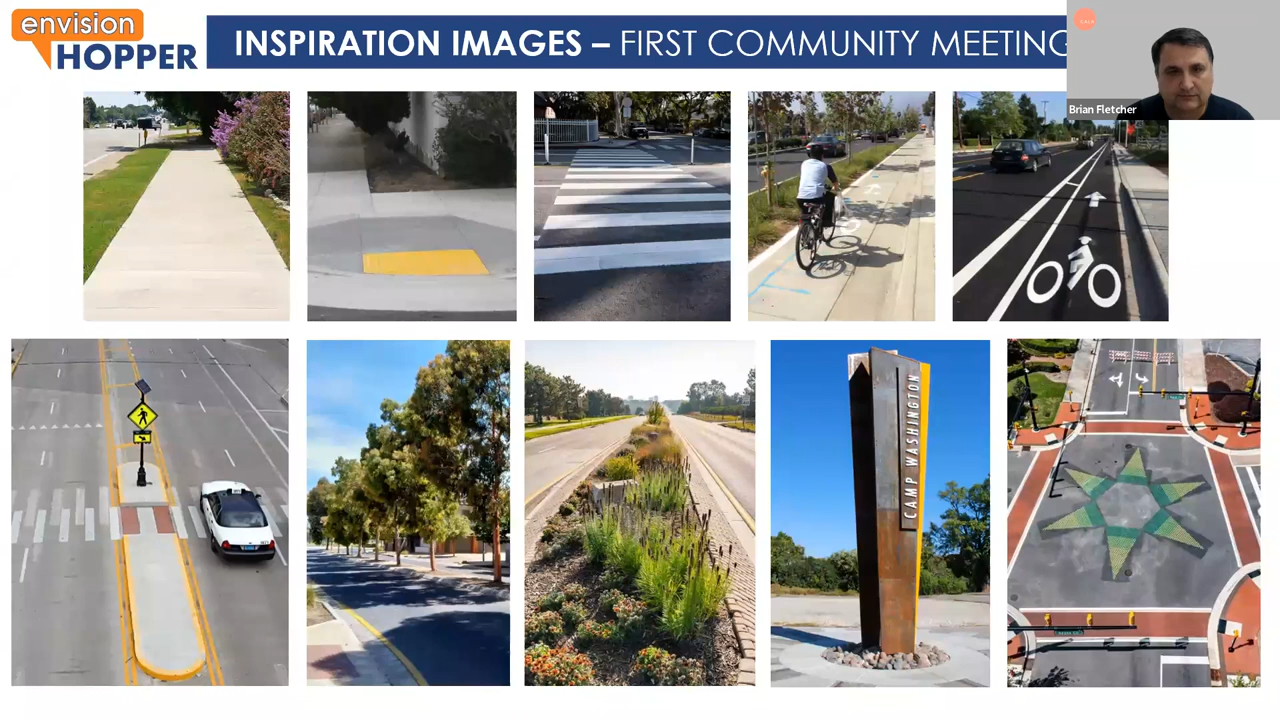 envision
HOPPER
INSPIRATION IMAGES – FIRST COMMUNITY MEETING
Brian Fletcher
CAMP WASHINGTON